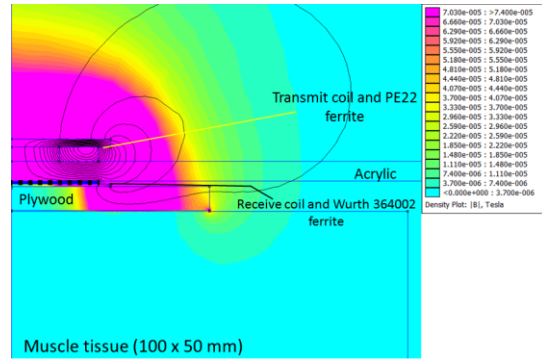 7.030e-005 : >7.400e-005
6.660e-005 : 7.030e-005
6.290e-005 : 6.660e-005
5.920e-005 : 6.290e-005
5.550e-005 : 5.920e-005
5.180e-005 : 5.550e-005
4.810e-005 : 5.180e-005
4.440e-005 : 4.810e-005
4.070e-005 : 4.440e-005
3.700e-005 : 4.070e-005
3.330e-005 : 3.700e-005
2.960e-005 : 3.330e-005
2.590e-005 : 2.960e-005
2.220e-005 : 2.590e-005
1.850e-005 : 2.220e-005
1.480e-005 : 1.850e-005
1.110e-005 : 1.480e-005
7.400e-006 : 1.110e-005
3.700e-006 : 7.400e-006
<0.000e+000 : 3.700e-006
Density Plot: |B|, Tesla
Transmit coil and PE22
ferrite
Acrylic
Plywood
Receive coil and Wurth 364002
ferrite
Muscle tissue (100 x 50 mm)